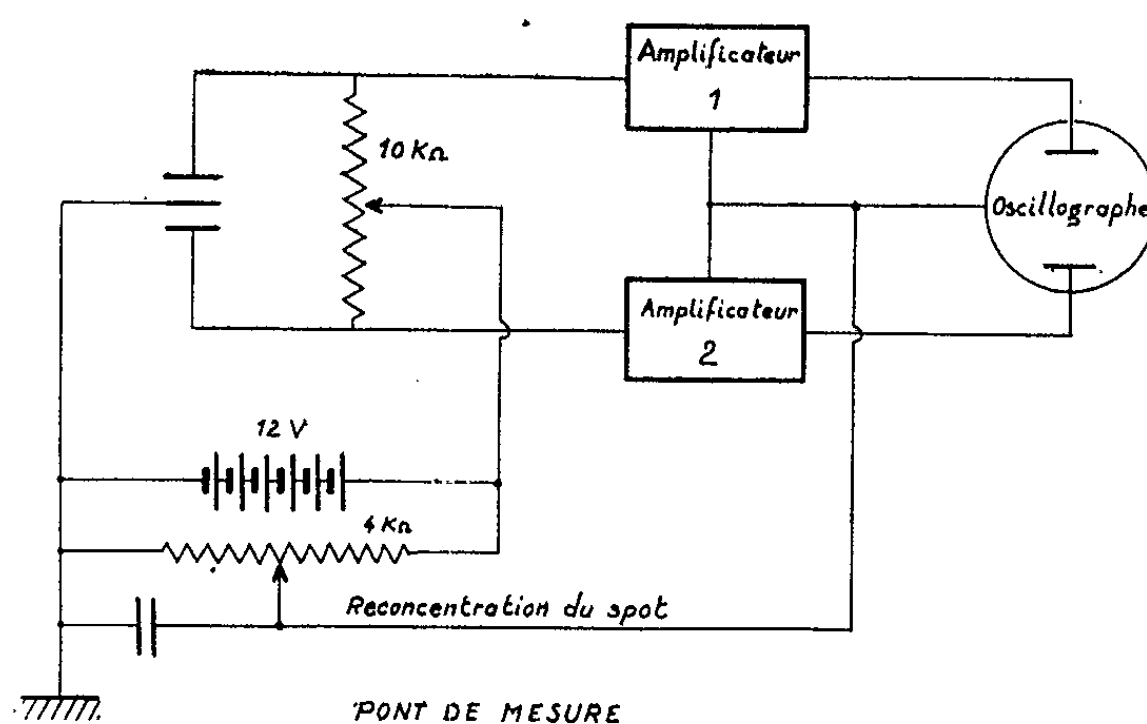 Amplificateur
1
10 KΩ
Oscillographe
Amplificateur
2
12 V
4 KΩ
Reconcentration du spot
PONT DE MESURE